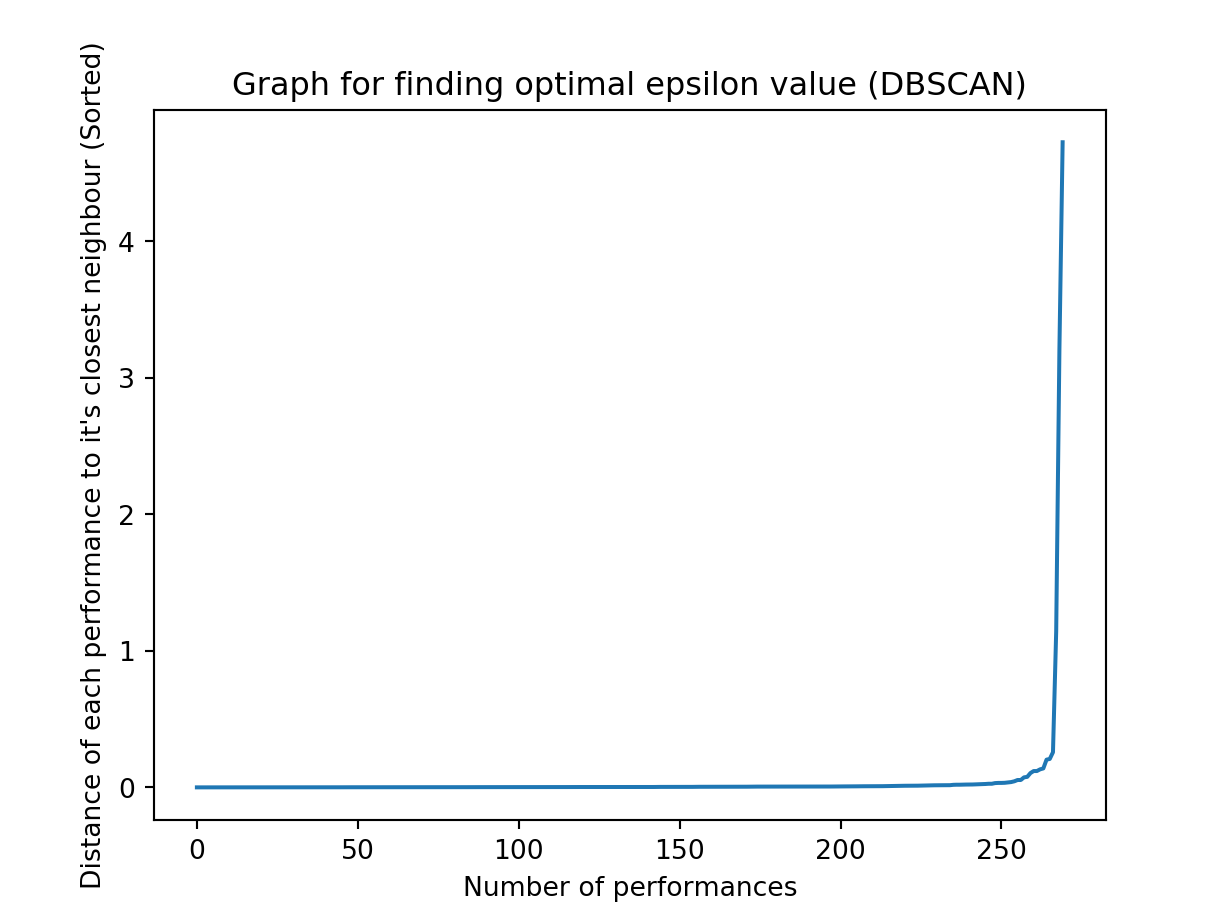 Graph for finding optimal epsilon value (DBSCAN)
Distance of each performance to it's closest neighbour (Sorted)
4
3
2
1
0
0 50 100 150 200 250
Number of performances